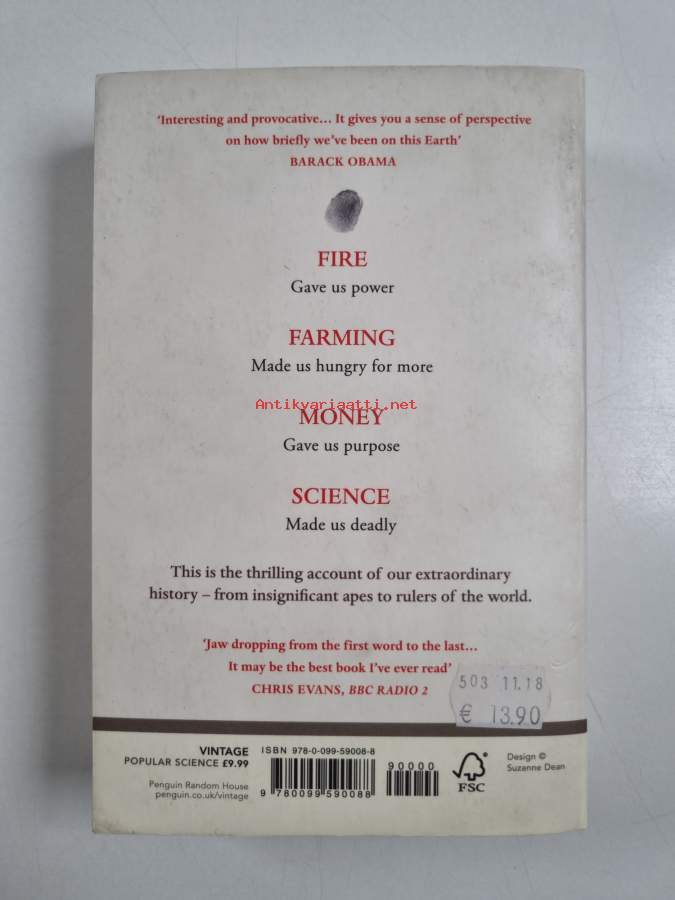 'Interesting and provocative... It gives you a sense of perspective
on how briefly we've been on this Earth'
BARACK OBAMA
FIRE
Gave us power
FARMING
Made us hungry for more
Antikvariaatti.net
MONEY
Gave us purpose
SCIENCE
Made us deadly
This is the thrilling account of our extraordinary
history – from insignificant apes to rulers of the world.
'Jaw dropping from the first word to the last...
It may be the best book I've ever read'
CHRIS EVANS, BBC RADIO 2
503 11.18
€ 13.90
VINTAGE
POPULAR SCIENCE £9.99
Penguin Random House
penguin.co.uk/vintage
ISBN 978-0-099-59008-8
90000
9 780099 590088
FSC
Design ©
Suzanne Dean